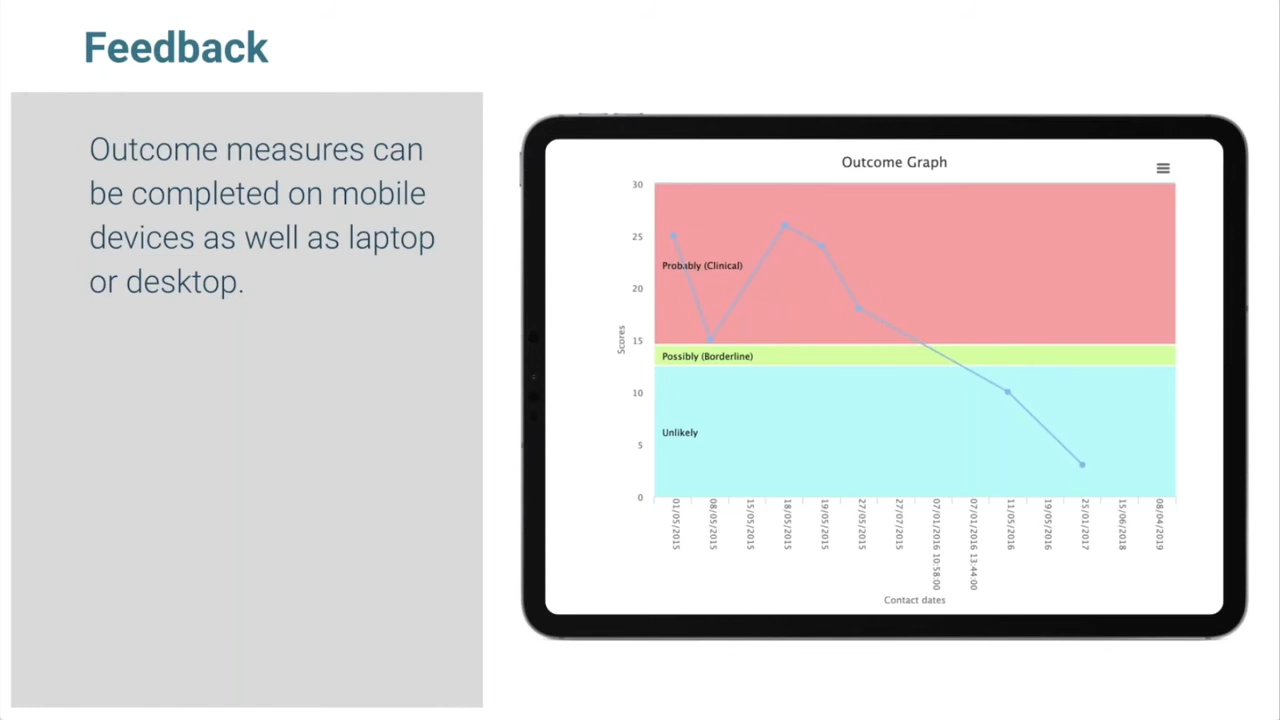 Feedback
Outcome measures can
be completed on mobile
devices as well as laptop
or desktop.
Outcome Graph
30
25
20
15
10
5
0
Scores
Probably (Clinical)
Possibly (Borderline)
Unlikely
01/05/2015
08/05/2015
15/05/2015
18/05/2015
19/05/2015
27/05/2015
27/07/2015
07/01/2016 10:58:00
07/01/2016 13:44:00
11/05/2016
19/05/2016
25/01/2017
15/06/2018
08/04/2019
Contact dates